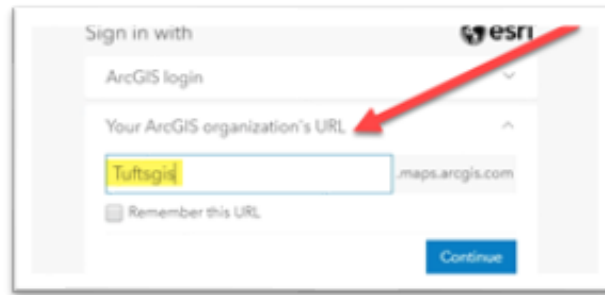 Sign in with
esri
ArcGIS login
Your ArcGIS organization's URL
Tuftsgis
.maps.arcgis.com
Remember this URL
Continue